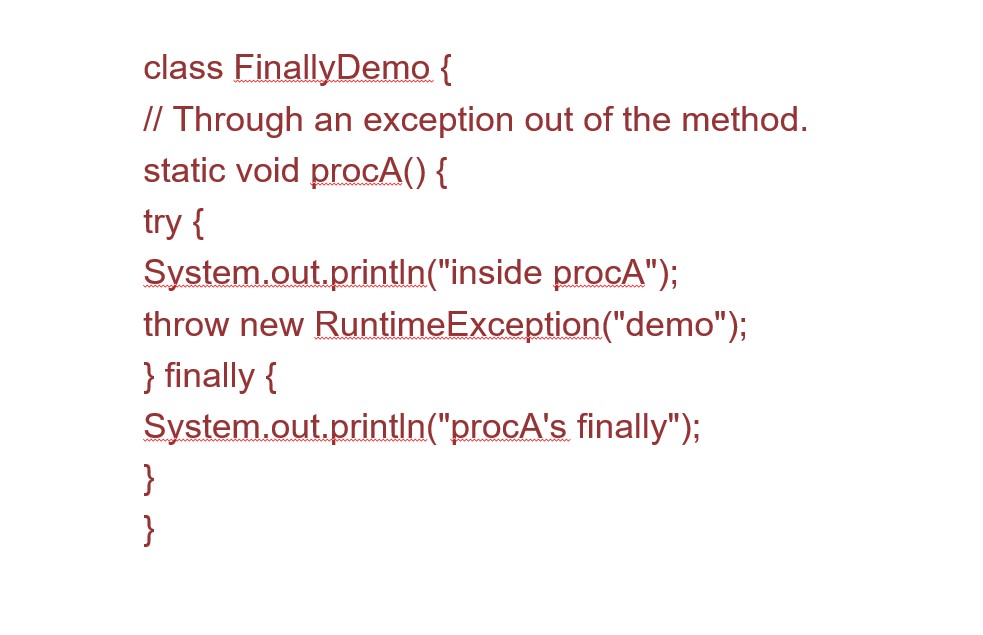 class FinallyDemo {
// Through an exception out of the method.
static void procA() {
try {
System.out.println("inside procA");
throw new RuntimeException("demo");
} finally {
System.out.println("procA's finally");
}
}